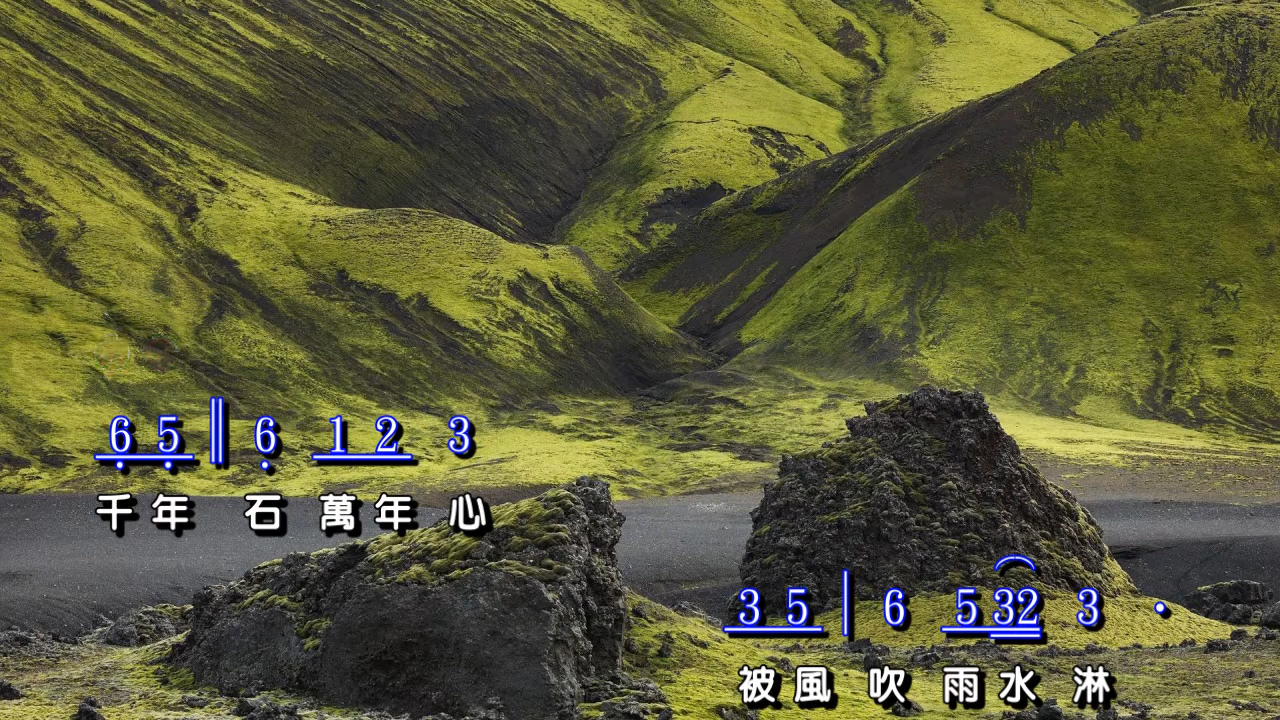 6 5 ‖ 6 1 2 3
千年 石 萬年 心
3 5 | 6 5 32 3 ·
被風 吹 雨水 淋